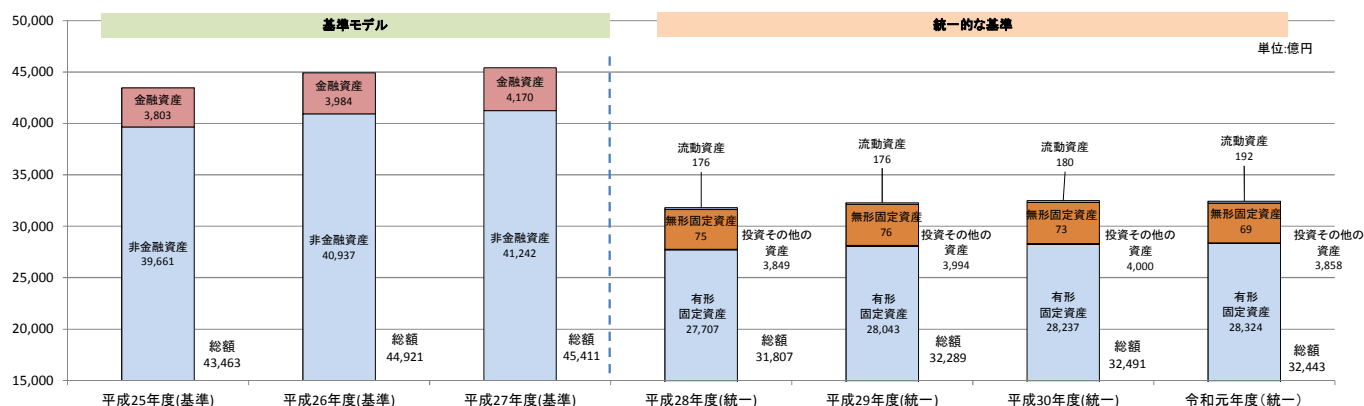 基準モデル
統一的な基準
単位:億円
50,000
45,000
40,000
35,000
30,000
25,000
20,000
15,000
金融資産
3,803
非金融資産
39,661
総額
43,463
金融資産
3,984
非金融資産
40,937
総額
44,921
金融資産
4,170
非金融資産
41,242
総額
45,411
流動資産
176
無形固定資産
75
投資その他の
資産
3,849
有形
固定資産
27,707
総額
31,807
流動資産
176
無形固定資産
76
投資その他の
資産
3,994
有形
固定資産
28,043
総額
32,289
流動資産
180
無形固定資産
73
投資その他の
資産
4,000
有形
固定資産
28,237
総額
32,491
流動資産
192
無形固定資産
69
投資その他の
資産
3,858
有形
固定資産
28,324
総額
32,443
平成25年度(基準)
平成26年度(基準)
平成27年度(基準)
平成28年度(統一)
平成29年度(統一)
平成30年度(統一)
令和元年度(統一)